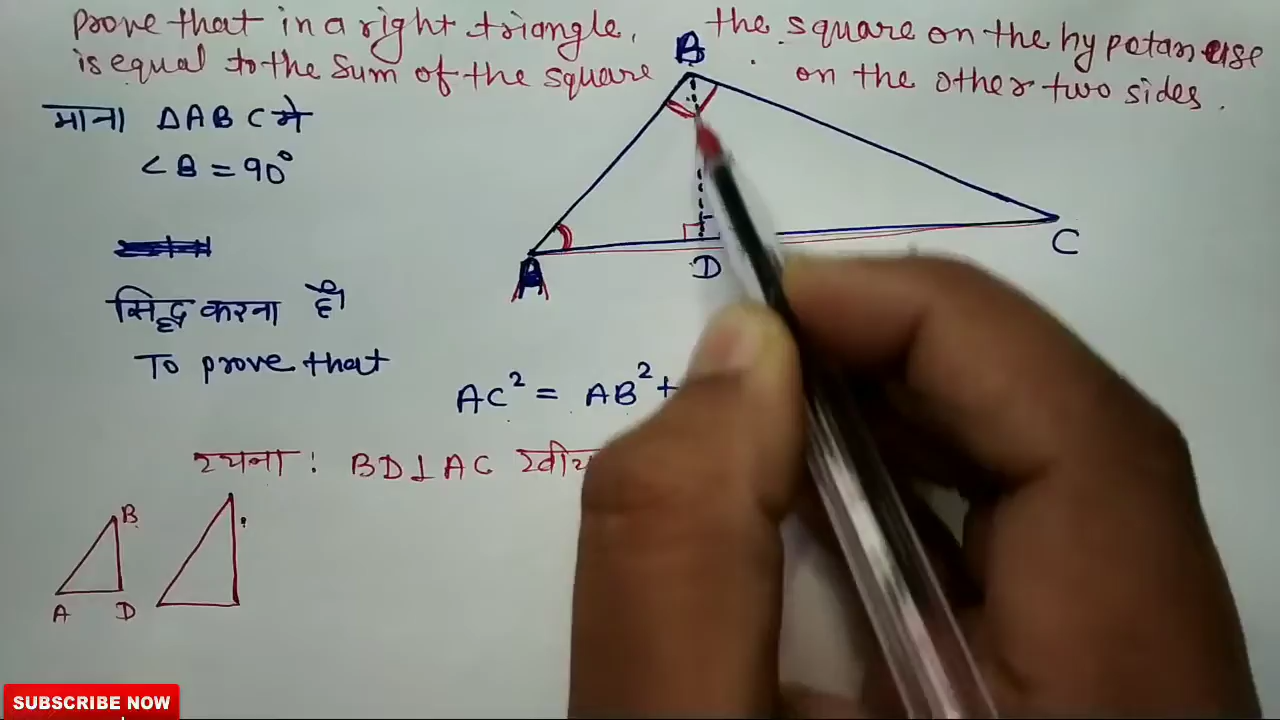 prove that in a right triangle, the square on the hypotanuse
is equal to the sum of the square on the other two sides.
माना ΔABC मे
∠B = 90°
B
A
D
C
सिद्ध करना है
To prove that
AC² = AB² +
रचना : BD⊥AC
B
A D
SUBSCRIBE NOW